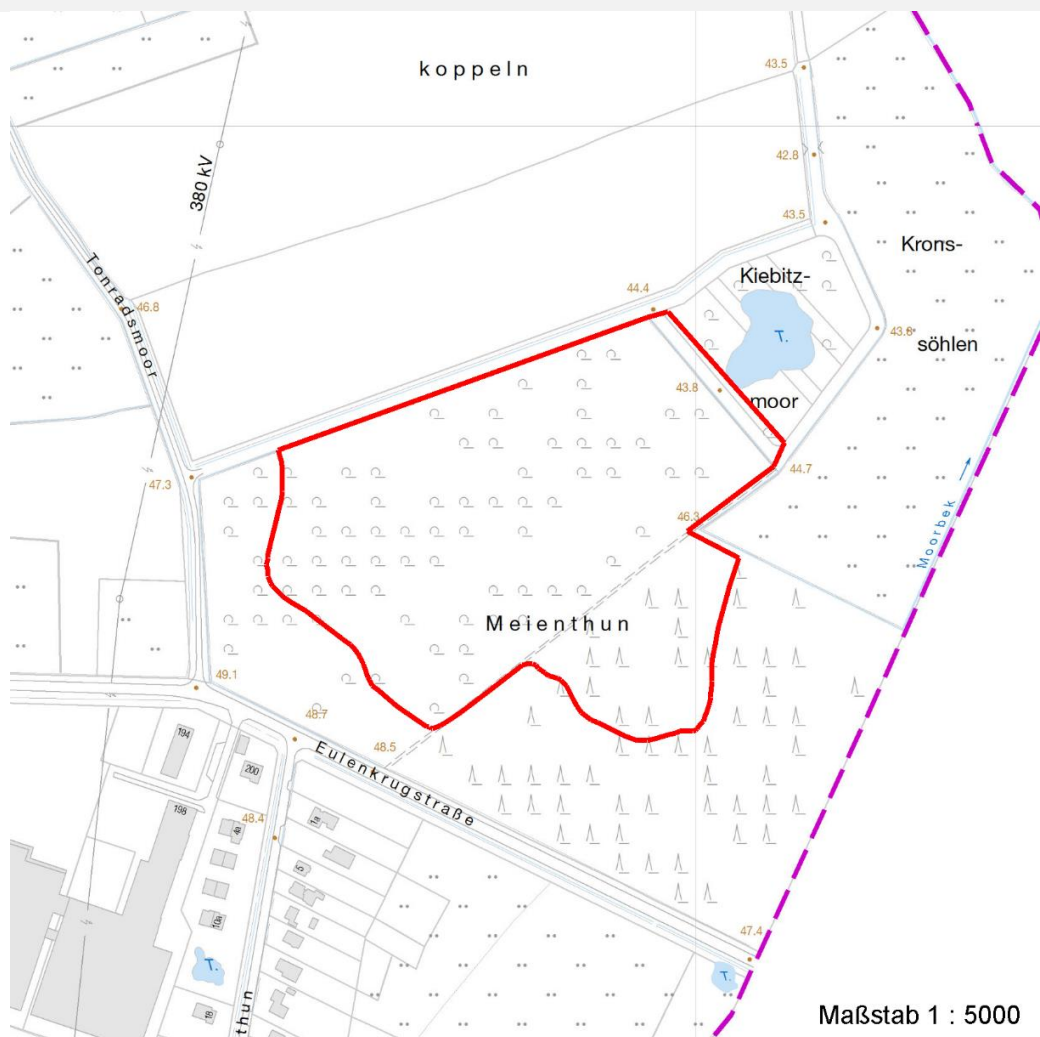 koppeln
43.5
380 kV
42.8
43.5
Krons-
Tonradsmoor
Kiebitz-
46.8
44.4
T.
43.8
söhlen
43.8
moor
47.3
44.7
46.3
Moorbek
Meienthun
49.1
48.7
194
48.5
Eulenkrugstraße
200
198
4a
1a
48.4
5
10a
47.4
T.
T.
18
thun
Maßstab 1 : 5000